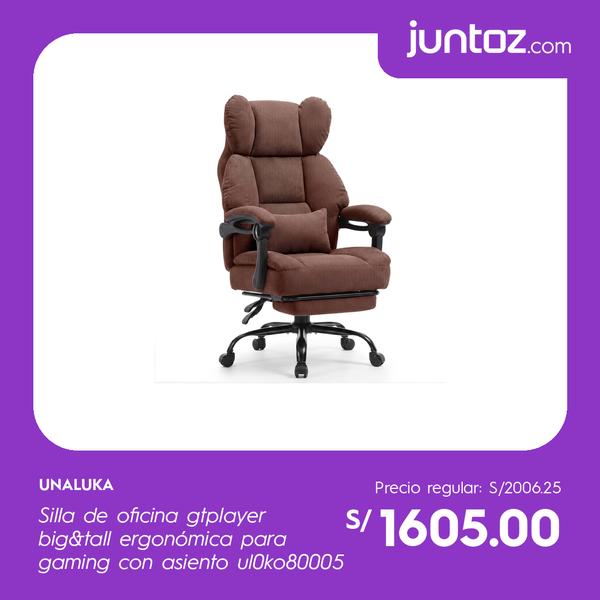 juntoz.com
UNALUKA
Silla de oficina gtplayer
big&tall ergonómica para
gaming con asiento ul0ko80005
Precio regular: S/2006.25
S/ 1605.00